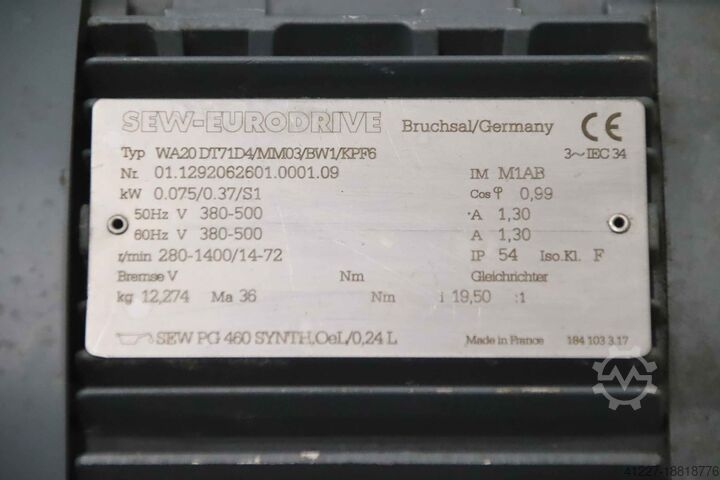 SEW-EURODRIVE Bruchsal/Germany CE
Typ WA20 DT71D4/MM03/BW1/KPF6 3~IEC 34
Nr. 01.1292062601.0001.09 IM M1AB
kW 0.075/0.37/S1 Cos φ 0,99
50Hz V 380-500 A 1,30
60Hz V 380-500 A 1,30
r/min 280-1400/14-72 IP 54 Iso.Kl. F
Bremse V Nm Gleichrichter
kg 12,274 Ma 36 Nm i 19,50 :1
SEW PG 460 SYNTH.OeL/0,24 L Made in France 184 103 3.17
41227-18818776